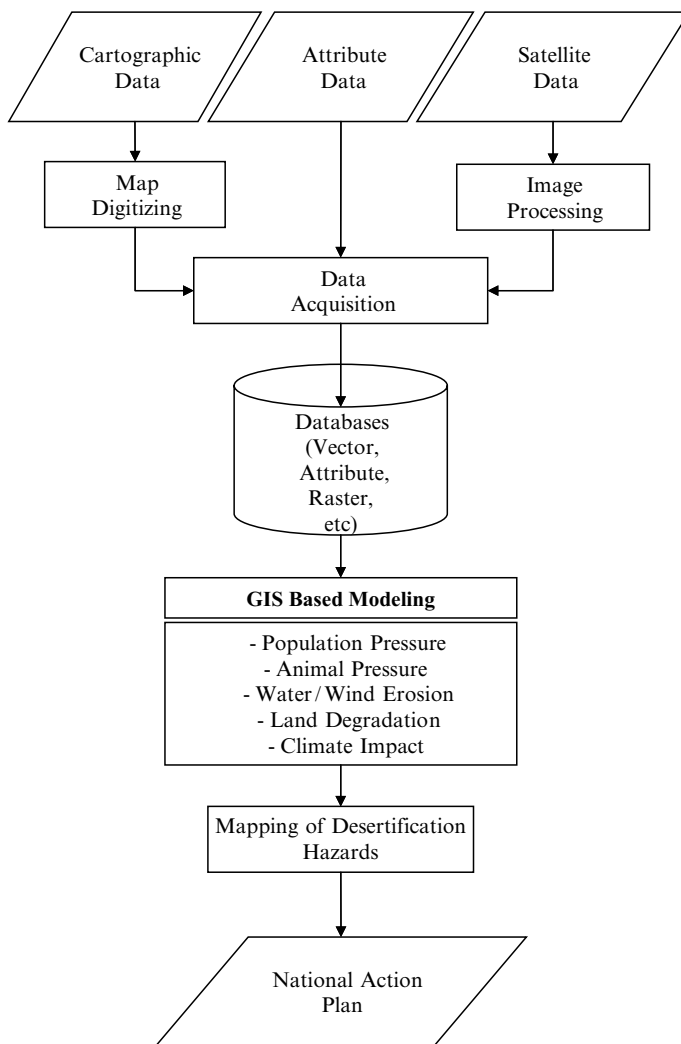 Cartographic
Data
Attribute
Data
Satellite
Data
Map
Digitizing
Image
Processing
Data
Acquisition
Databases
(Vector,
Attribute,
Raster,
etc)
GIS Based Modeling
- Population Pressure
- Animal Pressure
- Water/Wind Erosion
- Land Degradation
- Climate Impact
Mapping of Desertification
Hazards
National Action
Plan